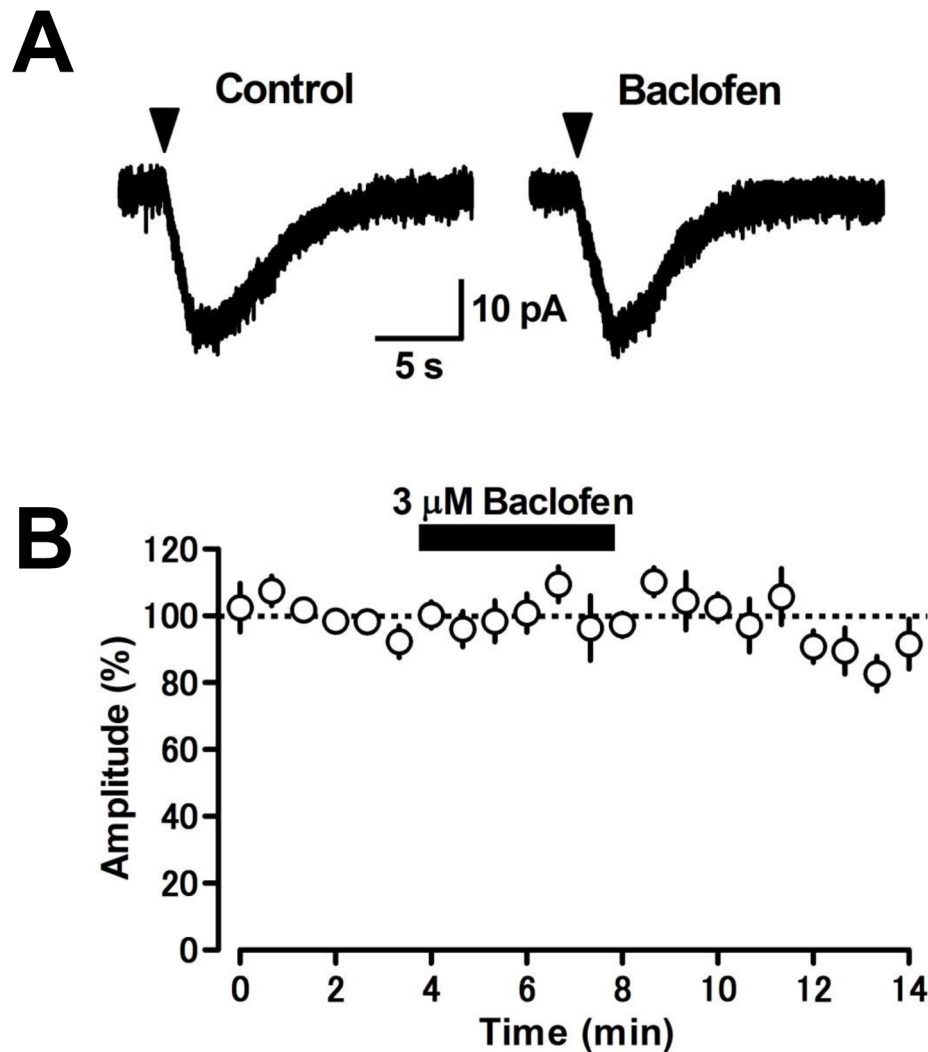 A
Control
Baclofen
10 pA
5 s
B
3 μM Baclofen
120
100
80
60
40
20
0
Amplitude (%)
0 2 4 6 8 10 12 14
Time (min)